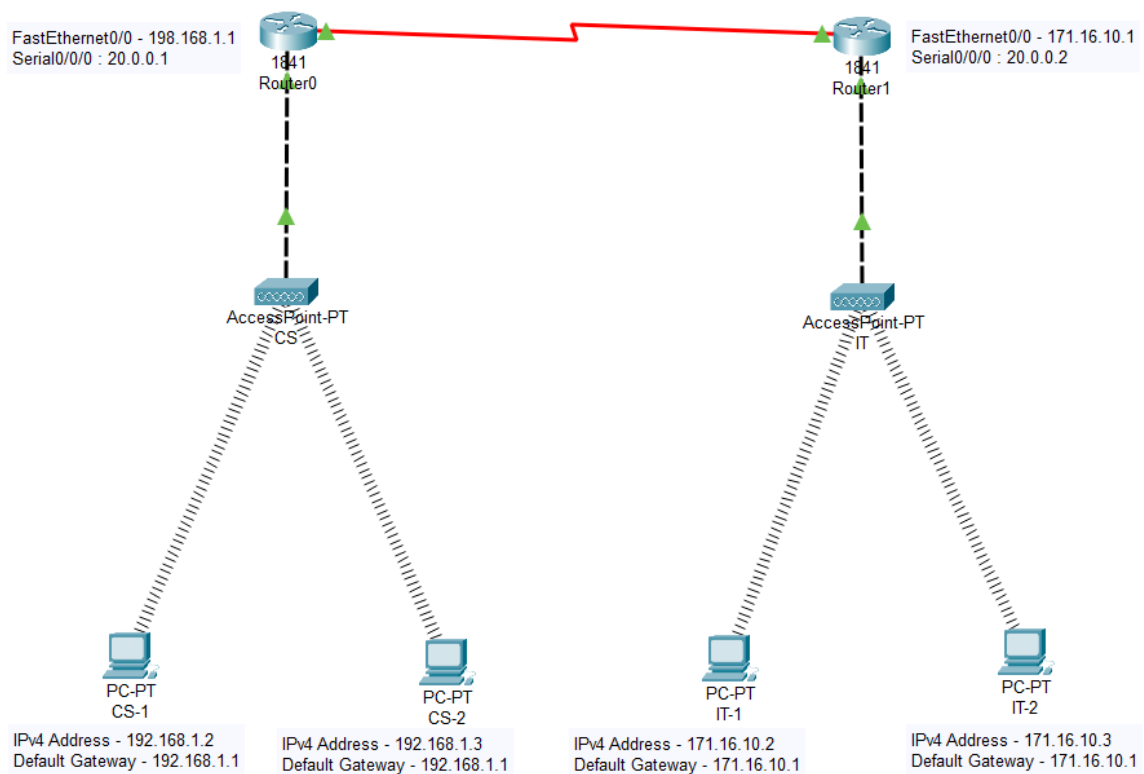 FastEthernet0/0 - 198.168.1.1
Serial0/0/0 : 20.0.0.1
1841
Router0
1841
Router1
FastEthernet0/0 - 171.16.10.1
Serial0/0/0 : 20.0.0.2
AccessPoint-PT
CS
AccessPoint-PT
IT
PC-PT
CS-1
PC-PT
CS-2
PC-PT
IT-1
PC-PT
IT-2
IPv4 Address - 192.168.1.2
Default Gateway - 192.168.1.1
IPv4 Address - 192.168.1.3
Default Gateway - 192.168.1.1
IPv4 Address - 171.16.10.2
Default Gateway - 171.16.10.1
IPv4 Address - 171.16.10.3
Default Gateway - 171.16.10.1